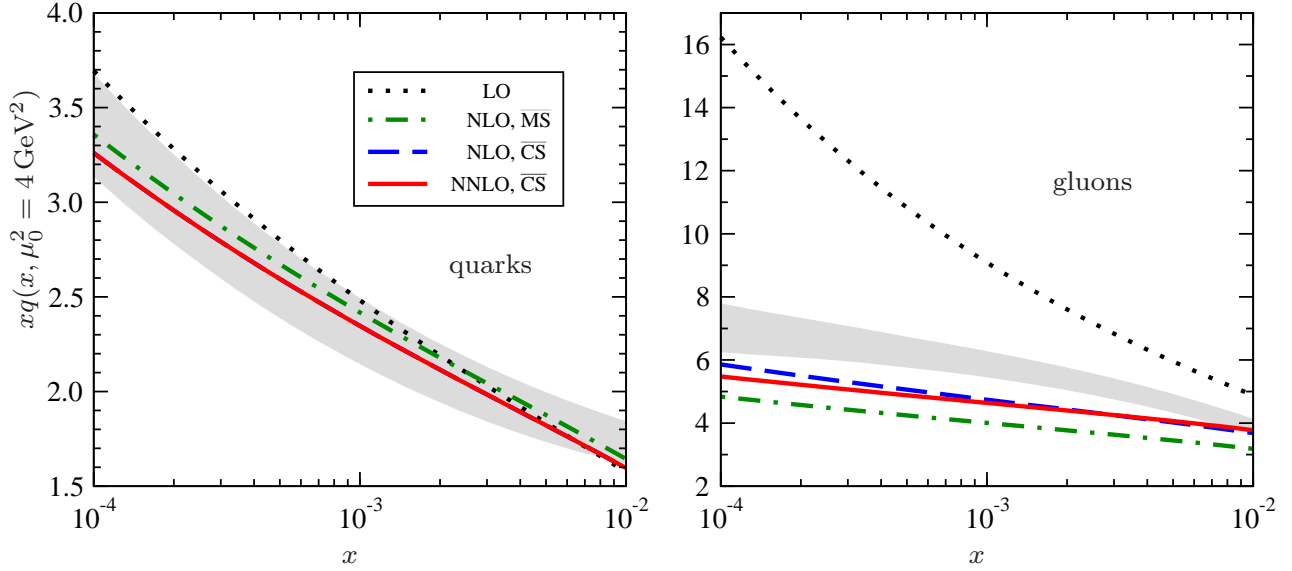 xq(x, μ₀² = 4 GeV²)
4.0
3.5
3.0
2.5
2.0
1.5
LO
NLO, M̅S̅
NLO, C̅S̅
NNLO, C̅S̅
quarks
10⁻⁴ 10⁻³ 10⁻²
x
16
14
12
10
8
6
4
2
gluons
10⁻⁴ 10⁻³ 10⁻²
x